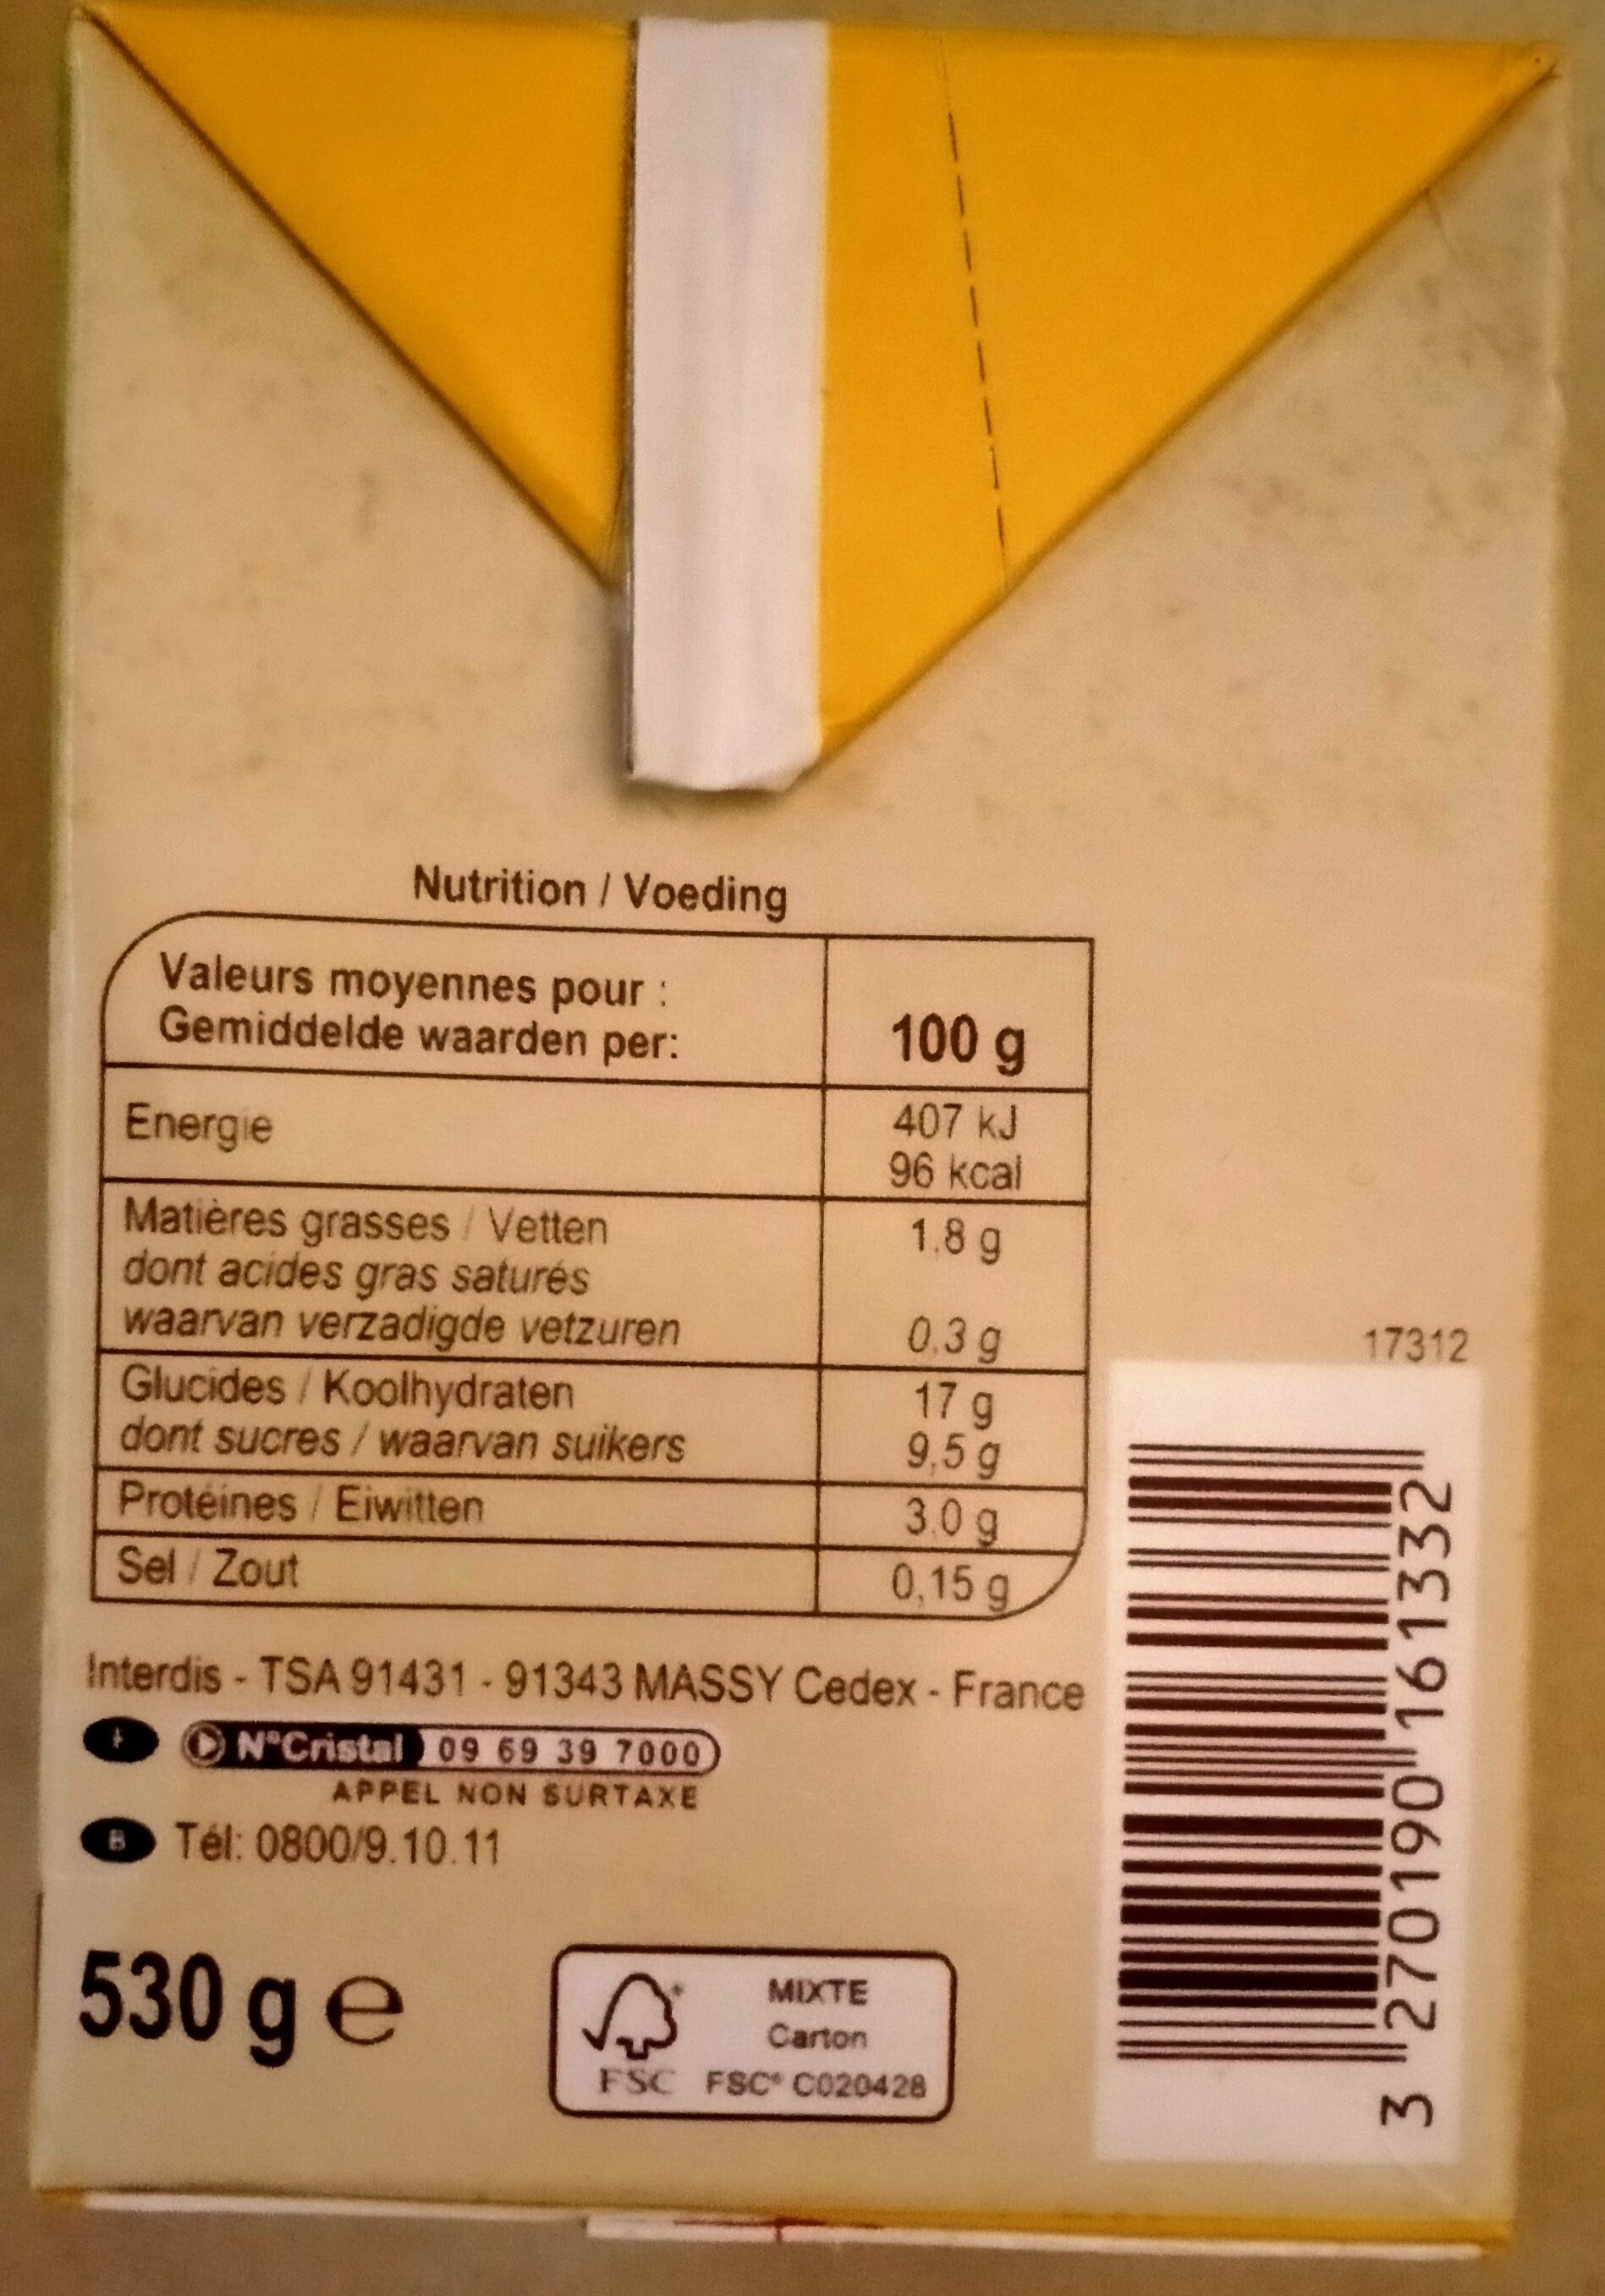 Nutrition / Voeding
Valeurs moyennes pour :
Gemiddelde waarden per:
100 g
Energie
407 kJ
96 kcal
Matières grasses / Vetten
1.8 g
dont acides gras saturés
waarvan verzadigde vetzuren
0,3 g
Glucides / Koolhydraten
17 g
dont sucres / waarvan suikers
9,5 g
Protéines / Eiwitten
3.0 g
Sel / Zout
0,15 g
17312
3 270190 161332
Interdis - TSA 91431 - 91343 MASSY Cedex - France
F N°Cristal 09 69 39 7000
APPEL NON SURTAXE
B Tél: 0800/9.10.11
530 g e
MIXTE
Carton
FSC FSC® C020428